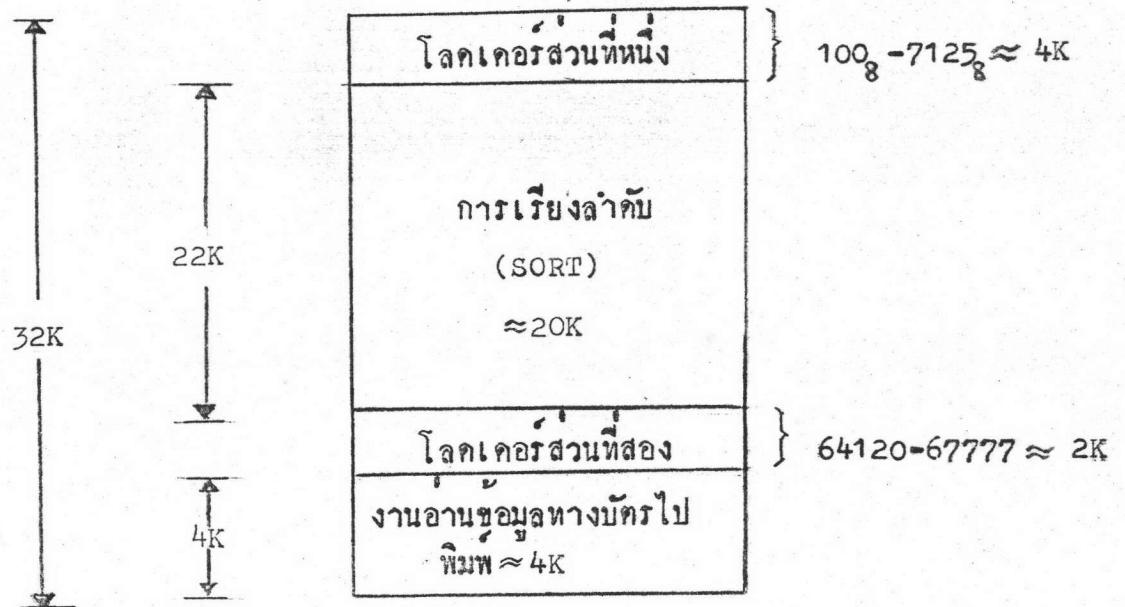 โลดเดอร์ส่วนที่หนึ่ง
100₈ -7125₈ ≈ 4K
การเรียงลำดับ
(SORT)
≈20K
22K
32K
โลดเดอร์ส่วนที่สอง
64120-67777 ≈ 2K
งานอ่านข้อมูลทางบัตรไป
พิมพ์ ≈ 4K
4K